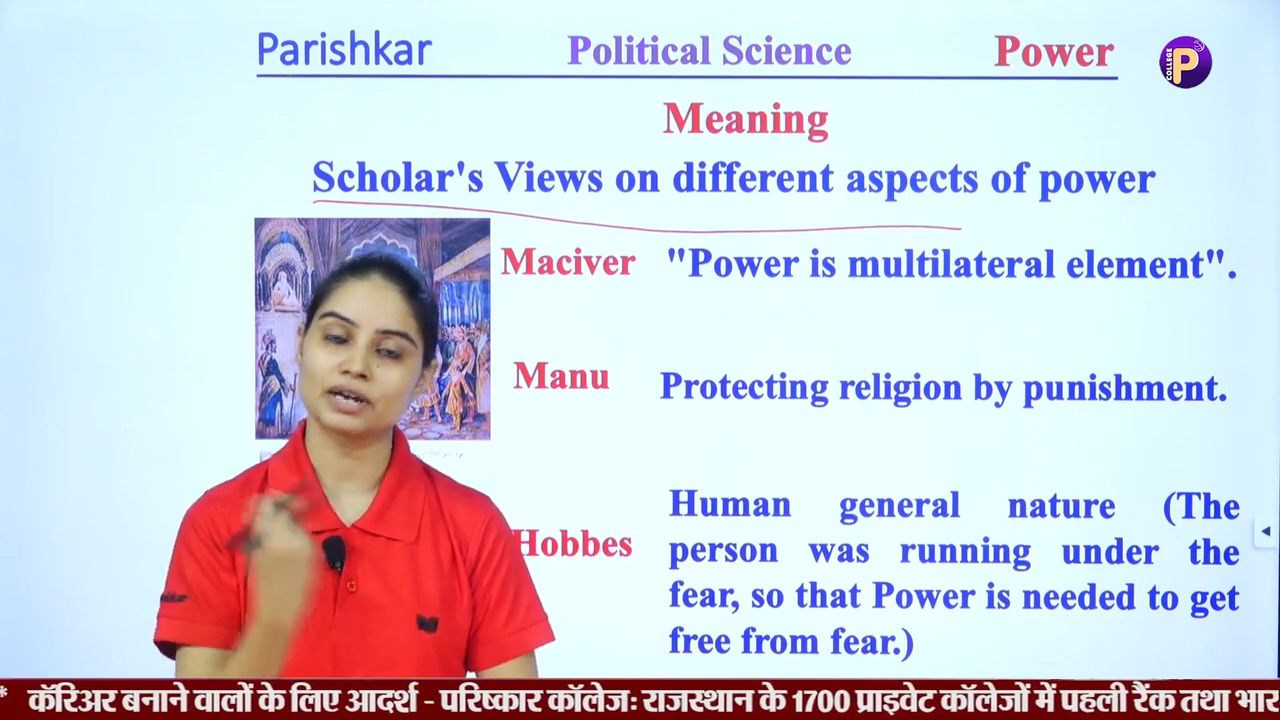 Parishkar Political Science Power
COLLEGE P
Meaning
Scholar's Views on different aspects of power
Maciver "Power is multilateral element".
Manu Protecting religion by punishment.
Hobbes Human general nature (The
person was running under the
fear, so that Power is needed to get
free from fear.)
* कॅरिअर बनाने वालों के लिए आदर्श - परिष्कार कॉलेज: राजस्थान के 1700 प्राइवेट कॉलेजों में पहली रैंक तथा भार